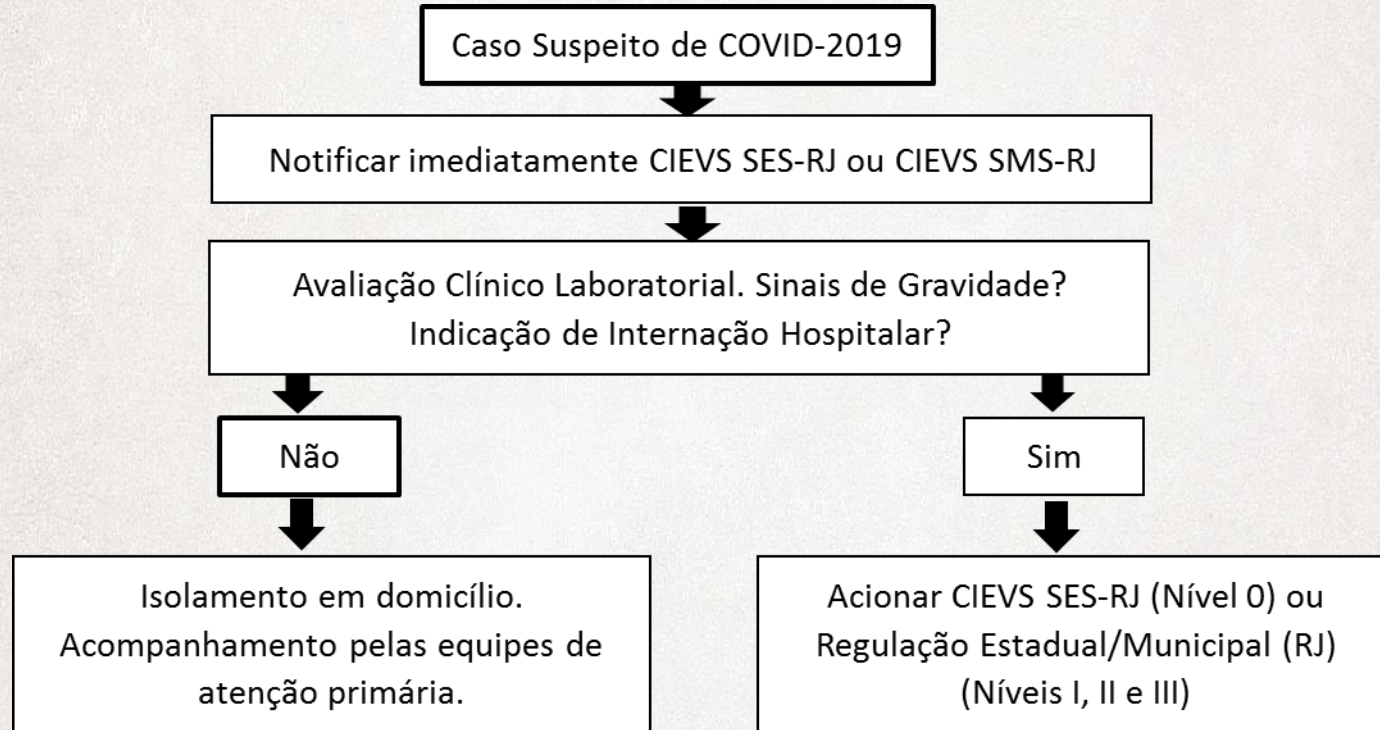 Caso Suspeito de COVID-2019
Notificar imediatamente CIEVS SES-RJ ou CIEVS SMS-RJ
Avaliação Clínico Laboratorial. Sinais de Gravidade?
Indicação de Internação Hospitalar?
Não
Sim
Isolamento em domicílio.
Acompanhamento pelas equipes de
atenção primária.
Acionar CIEVS SES-RJ (Nível 0) ou
Regulação Estadual/Municipal (RJ)
(Níveis I, II e III)